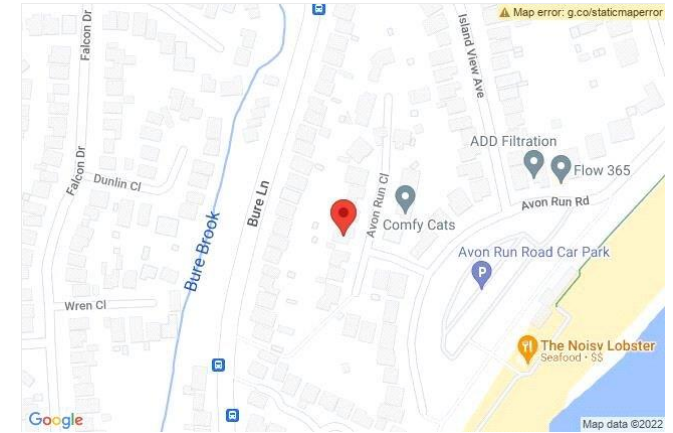 Map error: g.co/staticmaperror
Falcon Dr
Island View Ave
ADD Filtration
Flow 365
Falcon Dr
Dunlin Cl
Bure Ln
Avon Run Cl
Avon Run Rd
Comfy Cats
Bure Brook
Avon Run Road Car Park
P
Wren Cl
The Noisy Lobster
Seafood • $$
Google
Map data ©2022